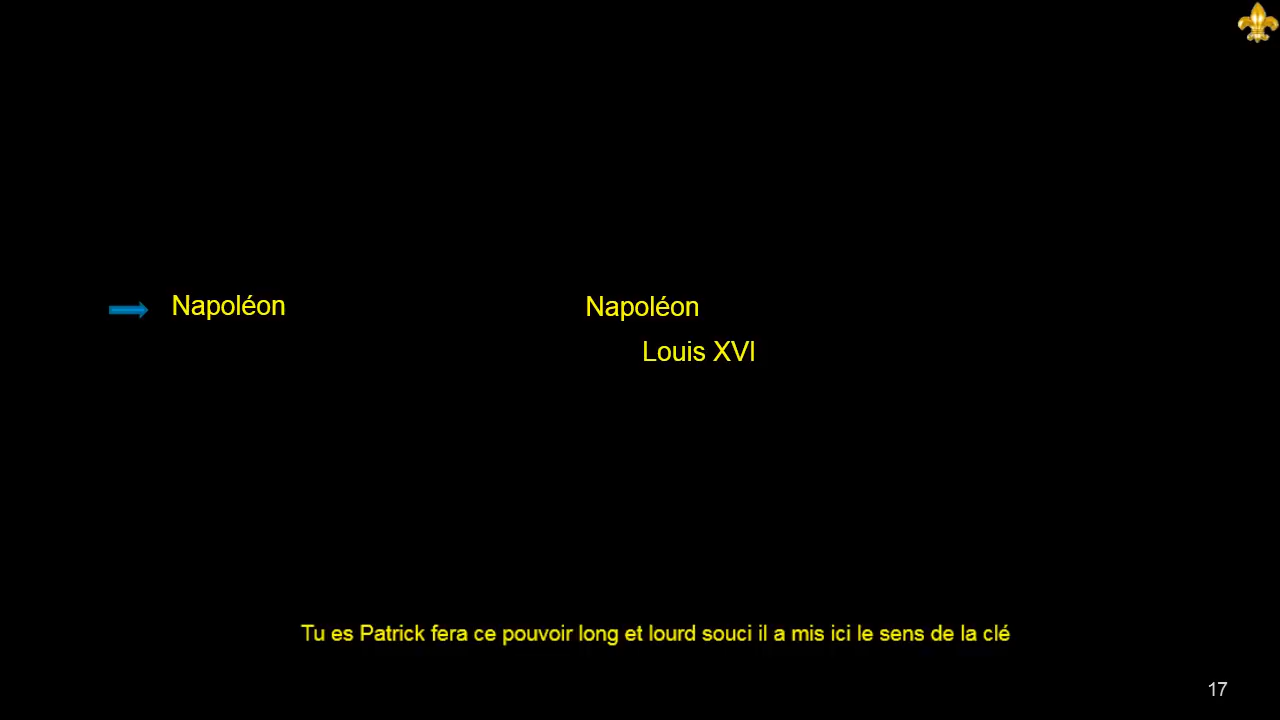 Napoléon Napoléon
Louis XVI
Tu es Patrick fera ce pouvoir long et lourd souci il a mis ici le sens de la clé
17